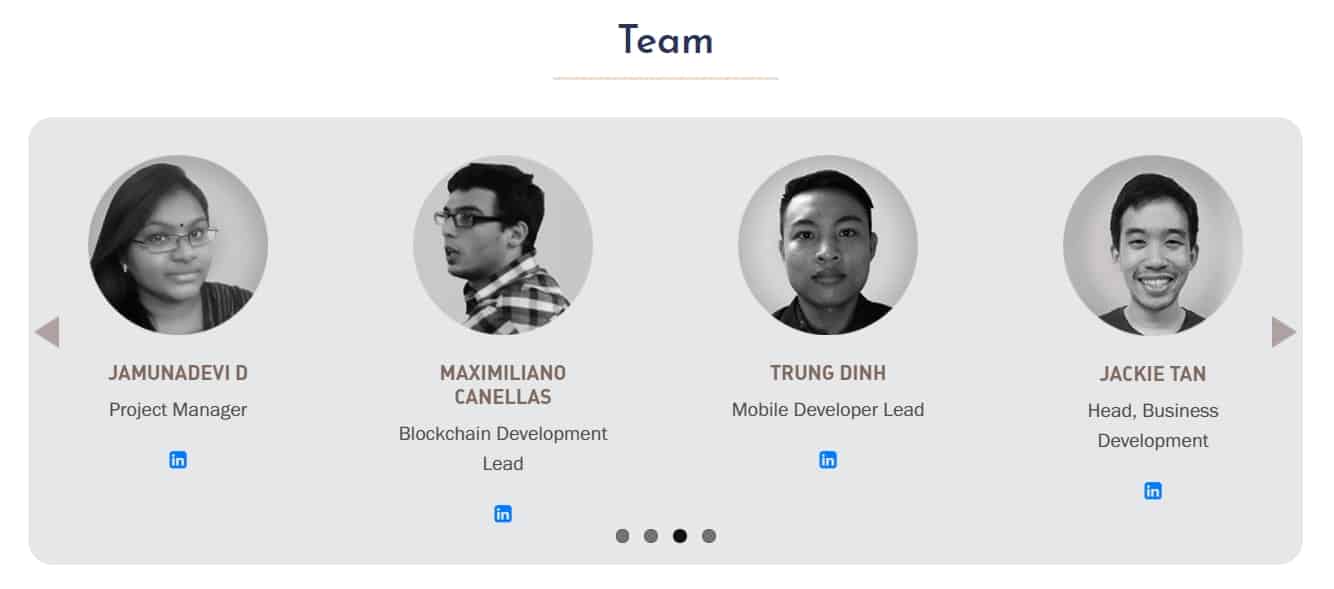 Team
JAMUNADEVI D
Project Manager
in
MAXIMILIANO
CANELLAS
Blockchain Development
Lead
in
TRUNG DINH
Mobile Developer Lead
in
JACKIE TAN
Head, Business
Development
in